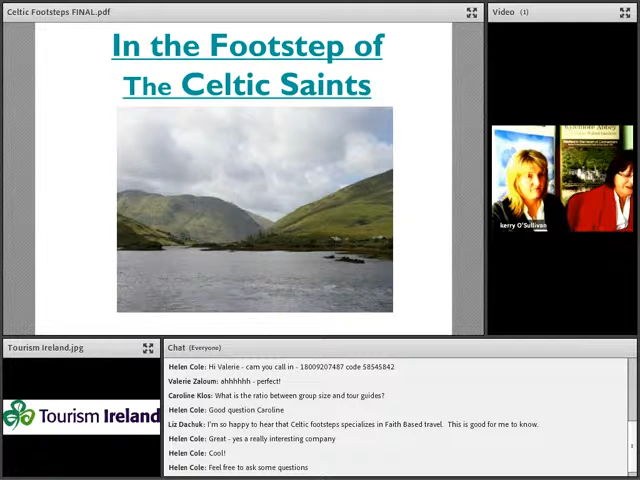 Celtic Footsteps FINAL.pdf
In the Footstep of
The Celtic Saints
Video (1)
Kylemore Abbey
kerry O'Sullivan
Tourism Ireland.jpg
Tourism Ireland
Chat (Everyone)
Helen Cole: Hi Valerie - cam you call in - 18009207487 code 58545842
Valerie Zaloum: ahhhhhh - perfect!
Caroline Klos: What is the ratio between group size and tour guides?
Helen Cole: Good question Caroline
Liz Dachuk: I'm so happy to hear that Celtic footsteps specializes in Faith Based travel. This is good for me to know.
Helen Cole: Great - yes a really interesting company
Helen Cole: Cool!
Helen Cole: Feel free to ask some questions